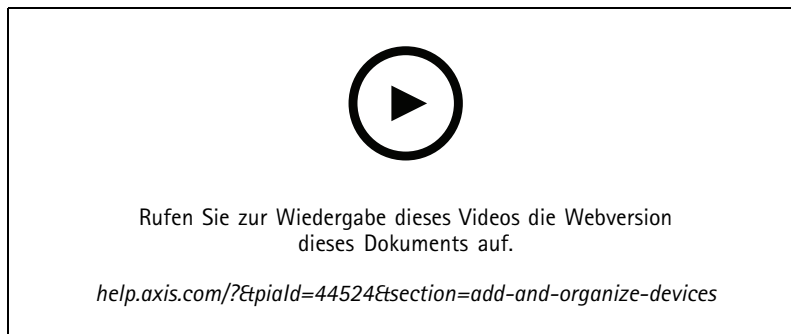 Rufen Sie zur Wiedergabe dieses Videos die Webversion
dieses Dokuments auf.
help.axis.com/?&piaId=44524&section=add-and-organize-devices